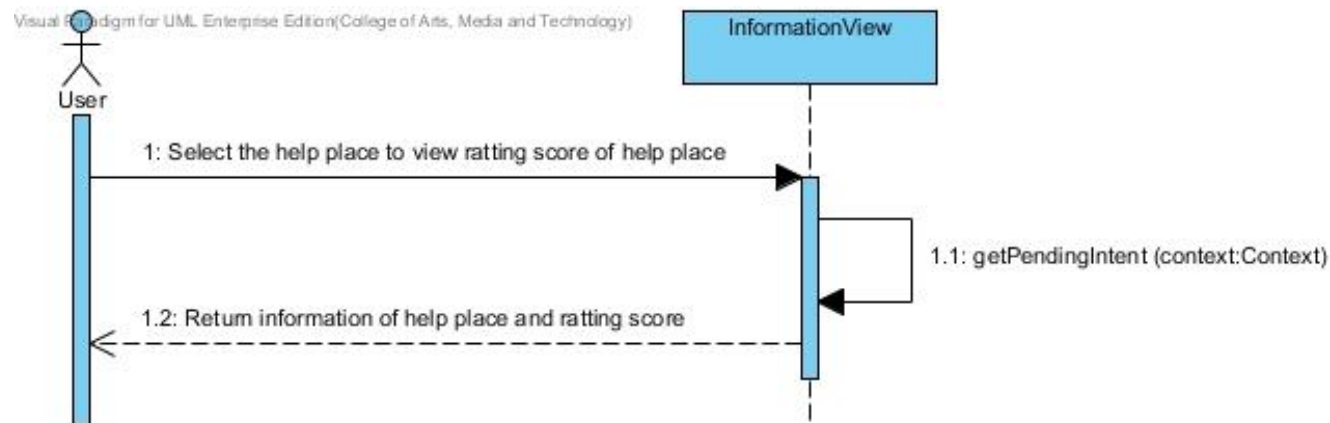 Visual Paradigm for UML Enterprise Edition(College of Arts, Media and Technology)
InformationView
User
1: Select the help place to view ratting score of help place
1.1: getPendingIntent (context:Context)
1.2: Return information of help place and ratting score